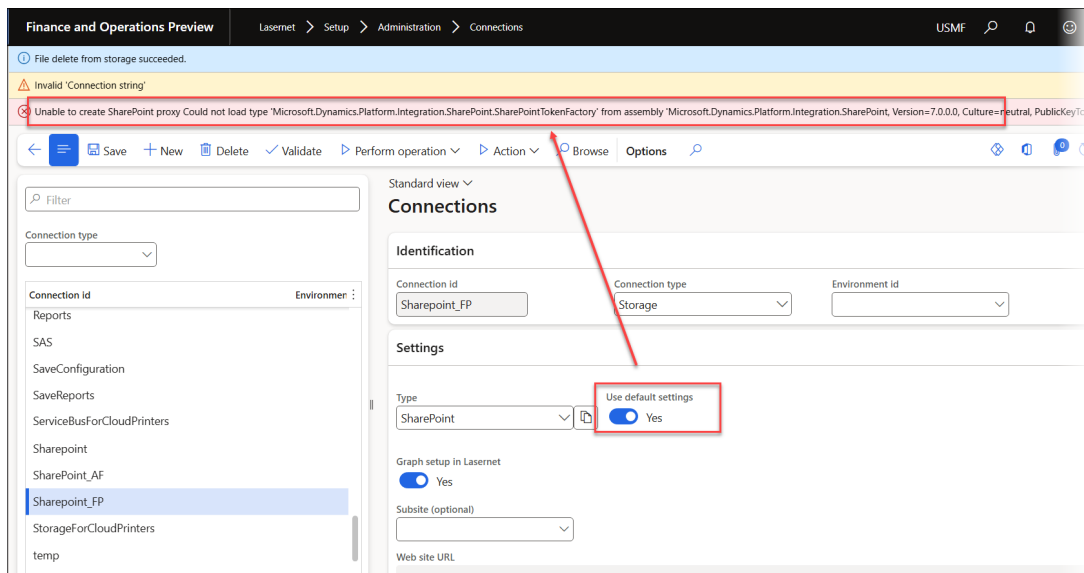 Finance and Operations Preview Lasernet > Setup > Administration > Connections USMF
File delete from storage succeeded.
Invalid 'Connection string'
Unable to create SharePoint proxy Could not load type 'Microsoft.Dynamics.Platform.Integration.SharePoint.SharePointTokenFactory' from assembly 'Microsoft.Dynamics.Platform.Integration.SharePoint, Version=7.0.0.0, Culture=neutral, PublicKeyTo
Save New Delete Validate Perform operation Action Browse Options 0
Filter
Connection type
Connection id Environmen
Reports
SAS
SaveConfiguration
SaveReports
ServiceBusForCloudPrinters
Sharepoint
SharePoint_AF
Sharepoint_FP
StorageForCloudPrinters
temp
Standard view
Connections
Identification
Connection id Connection type Environment id
Sharepoint_FP Storage
Settings
Type Use default settings
SharePoint Yes
Graph setup in Lasernet
Yes
Subsite (optional)
Web site URL